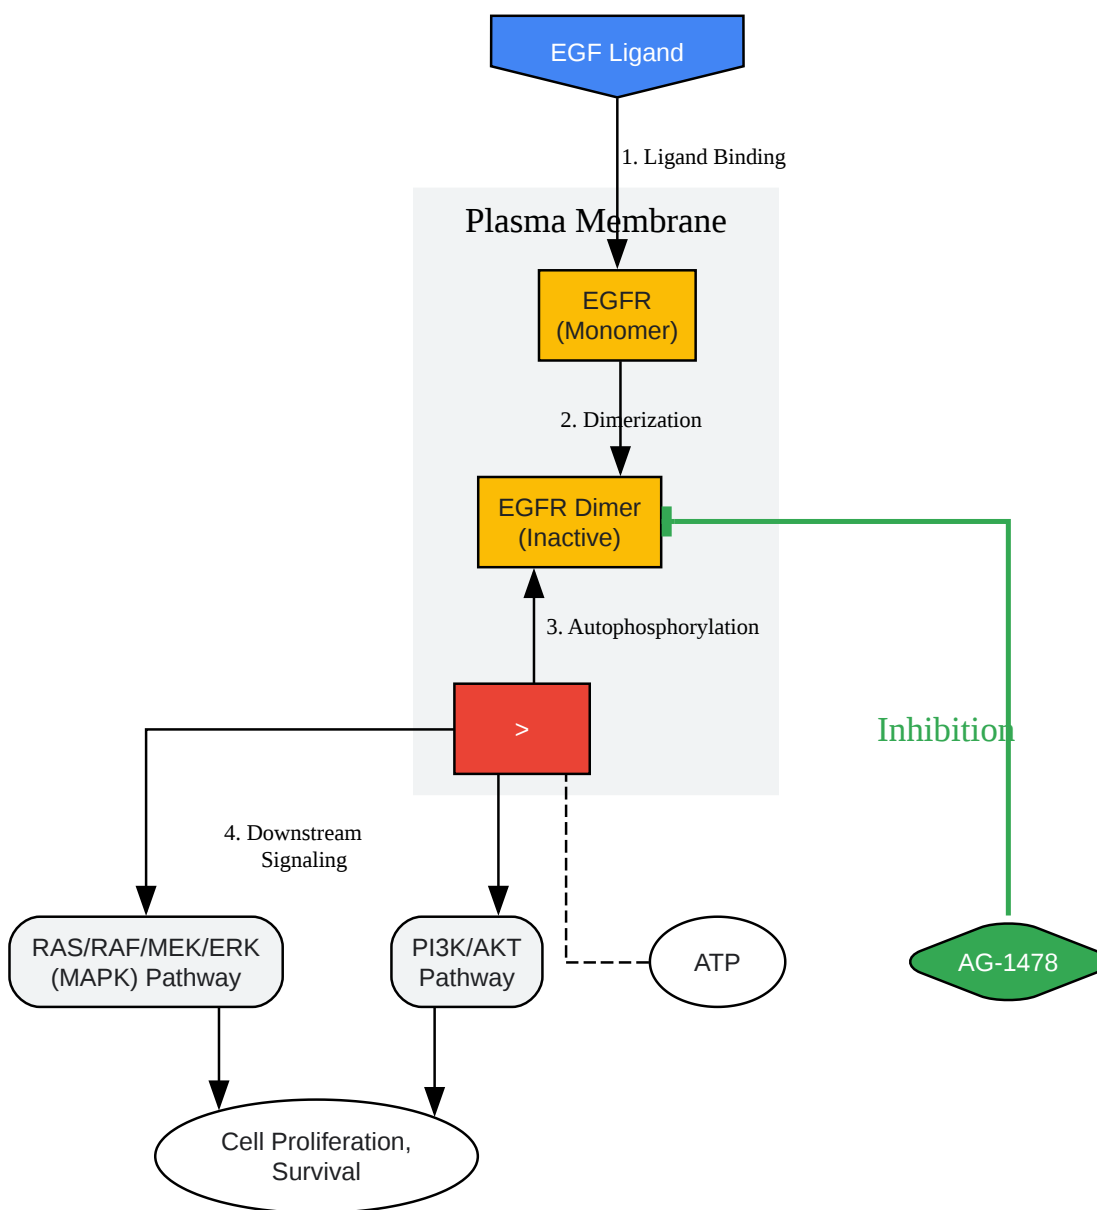 EGF Ligand
1. Ligand Binding
Plasma Membrane
EGFR
(Monomer)
2. Dimerization
EGFR Dimer
(Inactive)
3. Autophosphorylation
>
Inhibition
4. Downstream
Signaling
RAS/RAF/MEK/ERK
(MAPK) Pathway
PI3K/AKT
Pathway
ATP
AG-1478
Cell Proliferation,
Survival